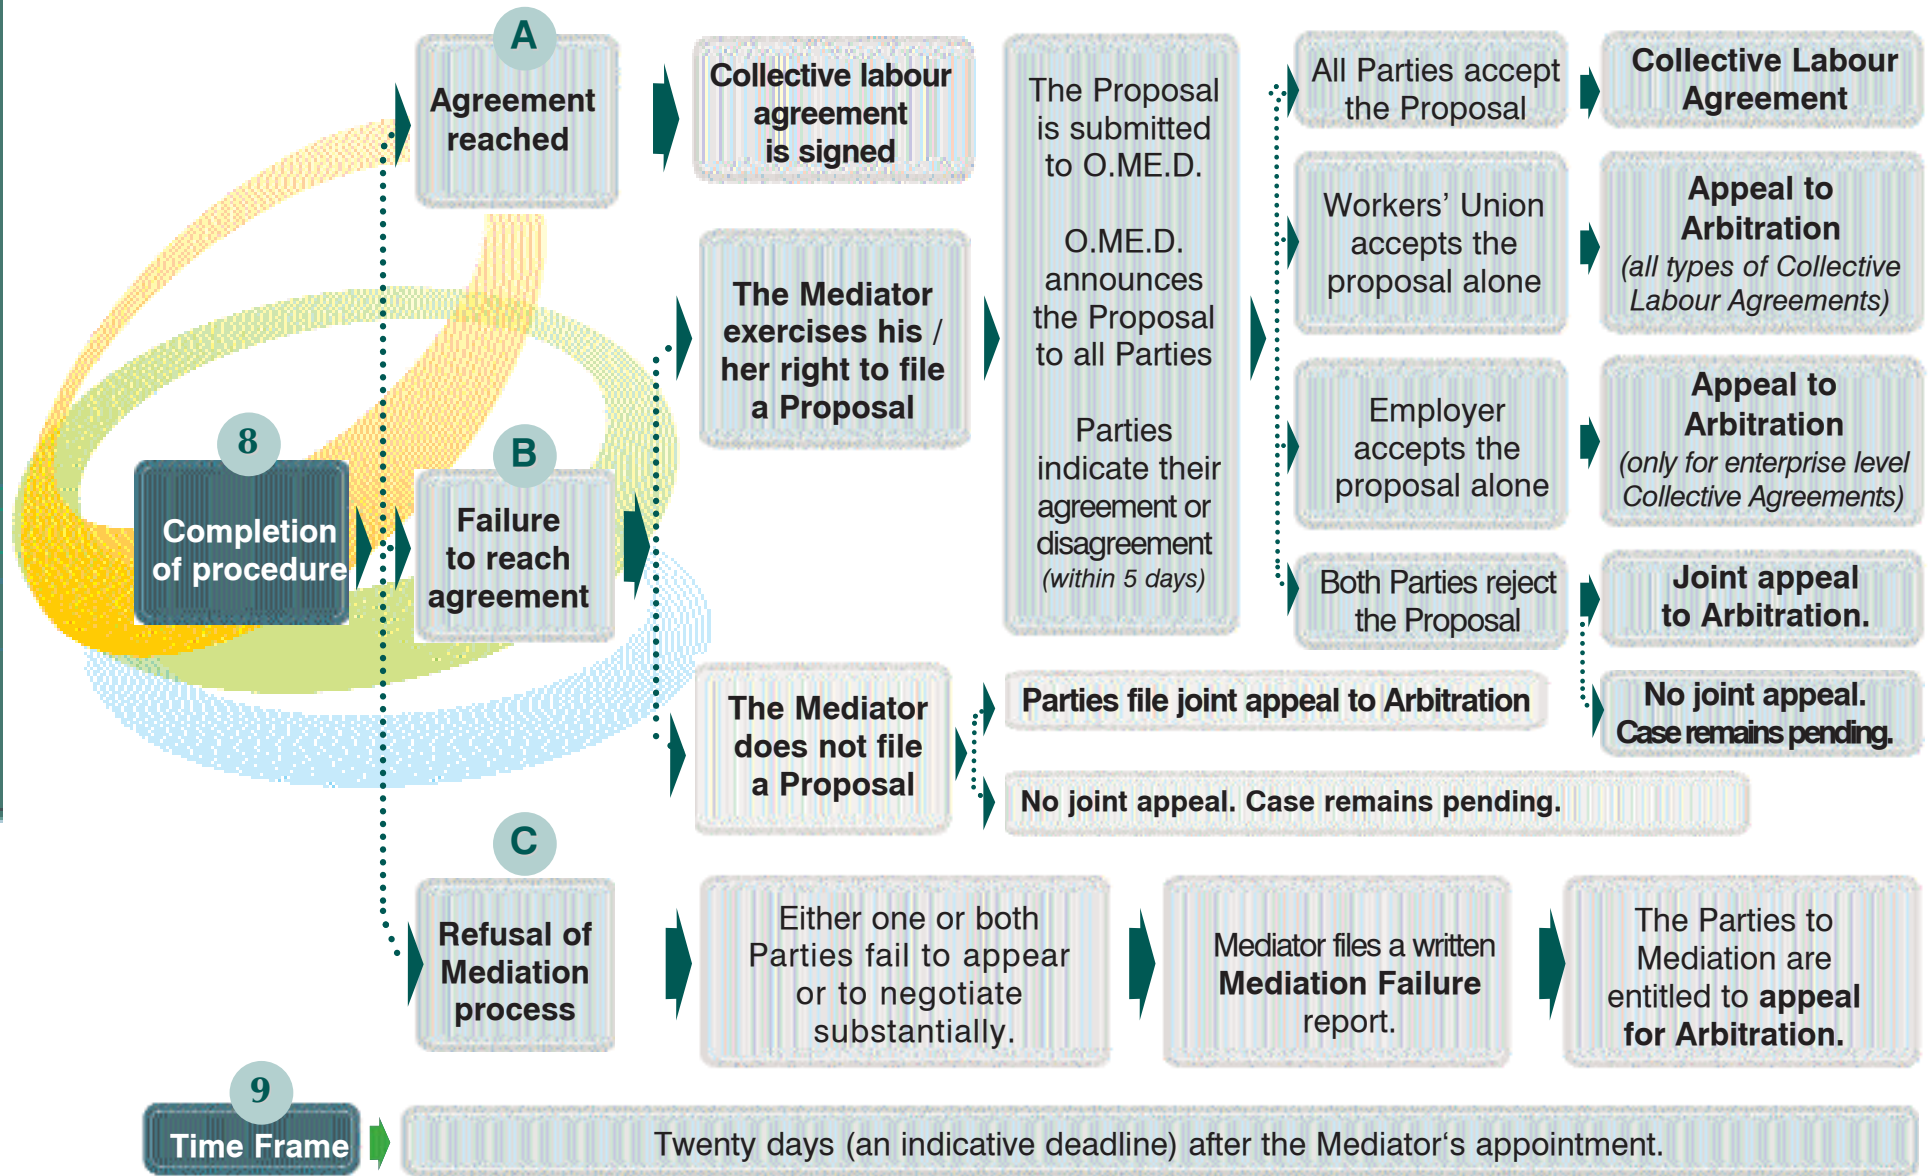 A
Agreement
reached
Collective labour
agreement
is signed
8
Completion
of procedure
B
Failure
to reach
agreement
The Mediator
exercises his /
her right to file
a Proposal
The Proposal
is submitted
to O.ME.D.
O.ME.D.
announces
the Proposal
to all Parties
Parties
indicate their
agreement or
disagreement
(within 5 days)
All Parties accept
the Proposal
Collective Labour
Agreement
Workers’ Union
accepts the
proposal alone
Appeal to
Arbitration
(all types of Collective
Labour Agreements)
Employer
accepts the
proposal alone
Appeal to
Arbitration
(only for enterprise level
Collective Agreements)
Both Parties reject
the Proposal
Joint appeal
to Arbitration.
No joint appeal.
Case remains pending.
The Mediator
does not file
a Proposal
Parties file joint appeal to Arbitration
No joint appeal. Case remains pending.
C
Refusal of
Mediation
process
Either one or both
Parties fail to appear
or to negotiate
substantially.
Mediator files a written
Mediation Failure
report.
The Parties to
Mediation are
entitled to appeal
for Arbitration.
9
Time Frame
Twenty days (an indicative deadline) after the Mediator‘s appointment.